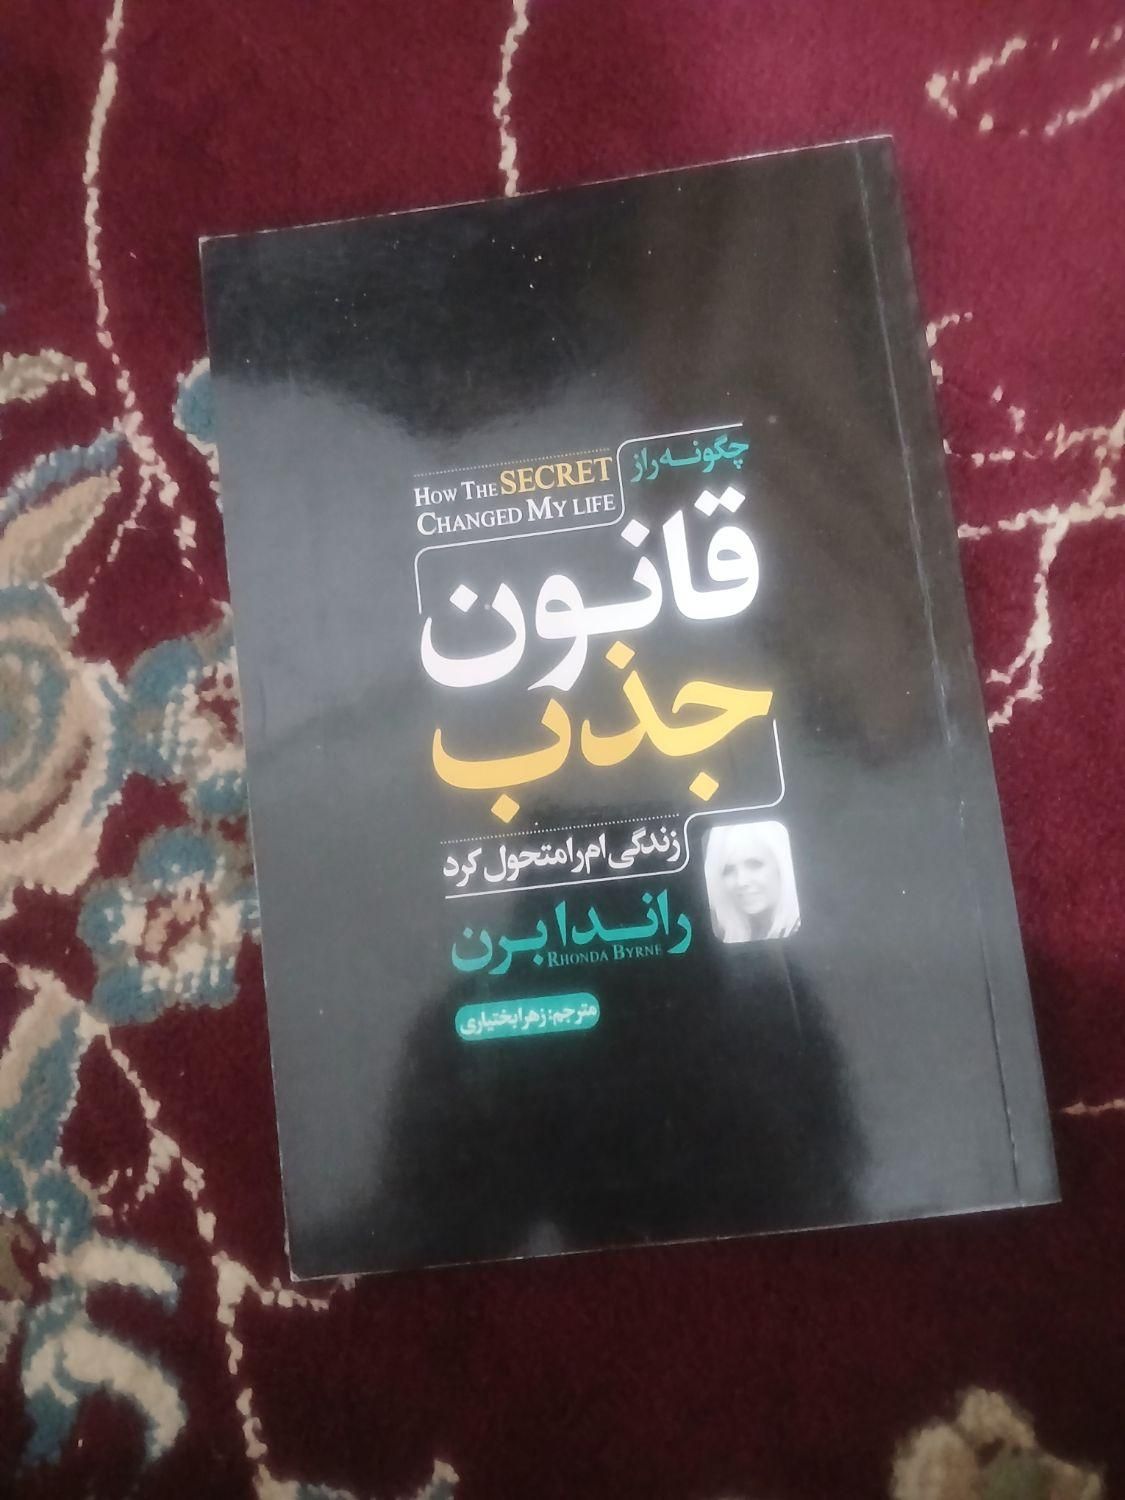 چگونه راز
How The SECRET
Changed My life
قانون
جذب
زندگی ام را متحول کرد
راندا برن
Rhonda Byrne
مترجم: زهرا بختیاری